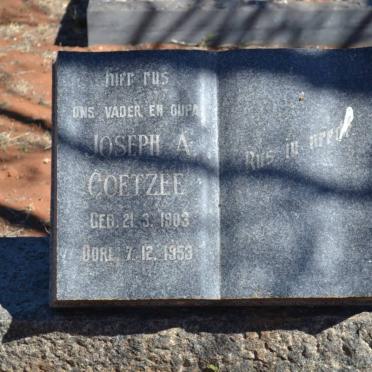 hier rus
ONS VADER EN OUPA
JOSEPH A.
COETZEE
GEB. 21. 3. 1903
OORL. 7. 12. 1953
Rus in vrede